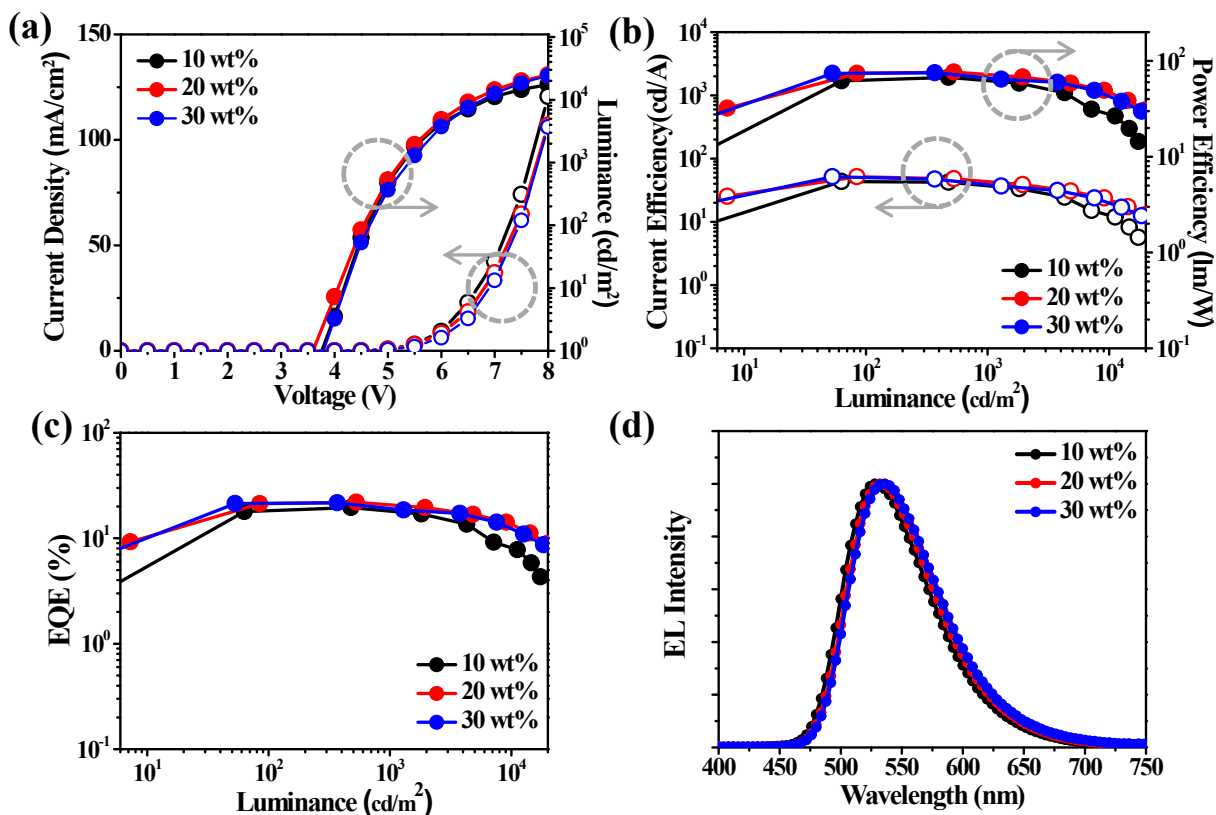 (a)
150
100
50
0
Current Density (mA/cm²)
10 wt%
20 wt%
30 wt%
0 1 2 3 4 5 6 7 8
Voltage (V)
10⁵
10⁴
10³
10²
10¹
10⁰
Luminance (cd/m²)
(b)
10⁴
10³
10²
10¹
10⁰
10⁻¹
Current Efficiency(cd/A)
10 wt%
20 wt%
30 wt%
10¹ 10² 10³ 10⁴
Luminance (cd/m²)
10²
10¹
10⁰
10⁻¹
Power Efficiency (lm/W)
(c)
10²
10¹
10⁰
10⁻¹
EQE (%)
10 wt%
20 wt%
30 wt%
10¹ 10² 10³ 10⁴
Luminance (cd/m²)
(d)
EL Intensity
10 wt%
20 wt%
30 wt%
400 450 500 550 600 650 700 750
Wavelength (nm)